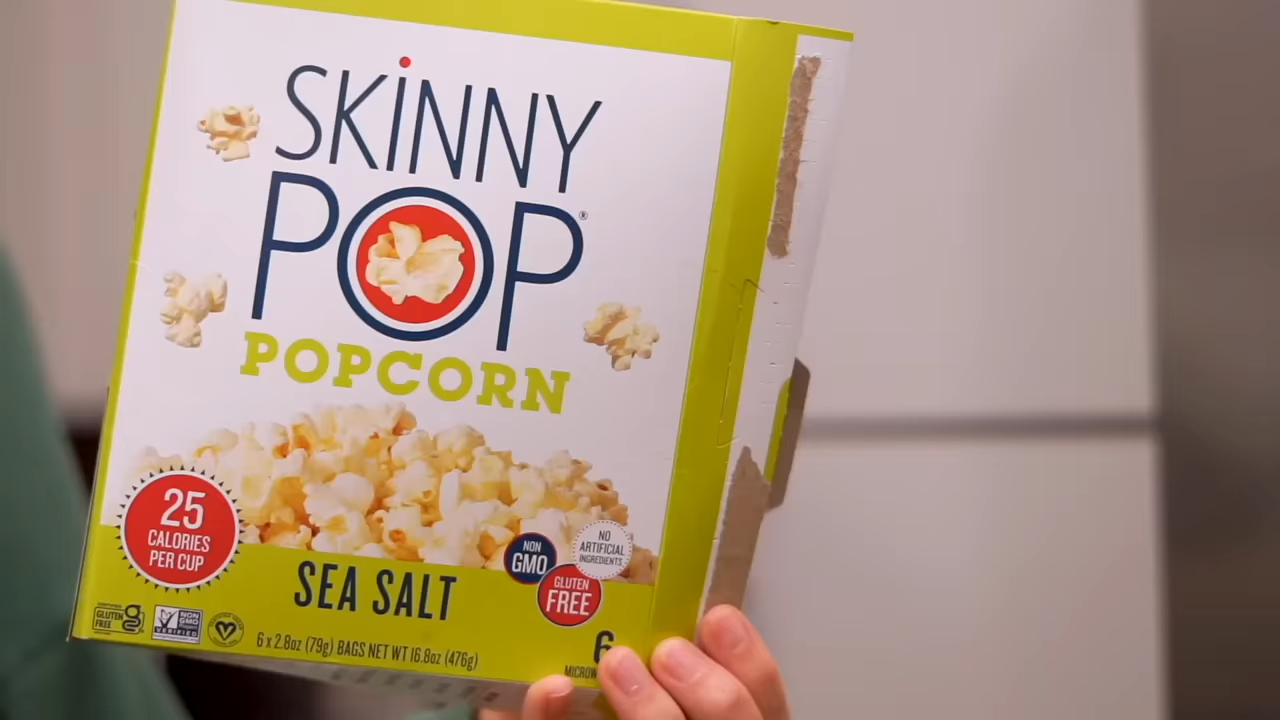 SKINNY
POP®
POPCORN
25
CALORIES
PER CUP
NON
GMO
NO
ARTIFICIAL
INGREDIENTS
GLUTEN
FREE
SEA SALT
GLUTEN
FREE
NON
GMO
VERIFIED
6 x 2.8oz (79g) BAGS NET WT 16.8oz (476g)
6